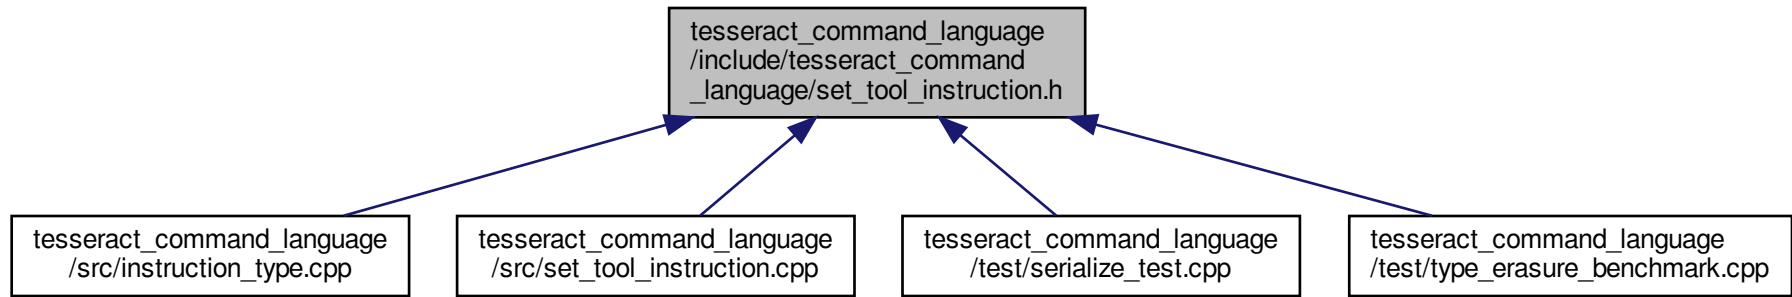 tesseract_command_language
/include/tesseract_command
_language/set_tool_instruction.h
tesseract_command_language
/src/instruction_type.cpp
tesseract_command_language
/src/set_tool_instruction.cpp
tesseract_command_language
/test/serialize_test.cpp
tesseract_command_language
/test/type_erasure_benchmark.cpp